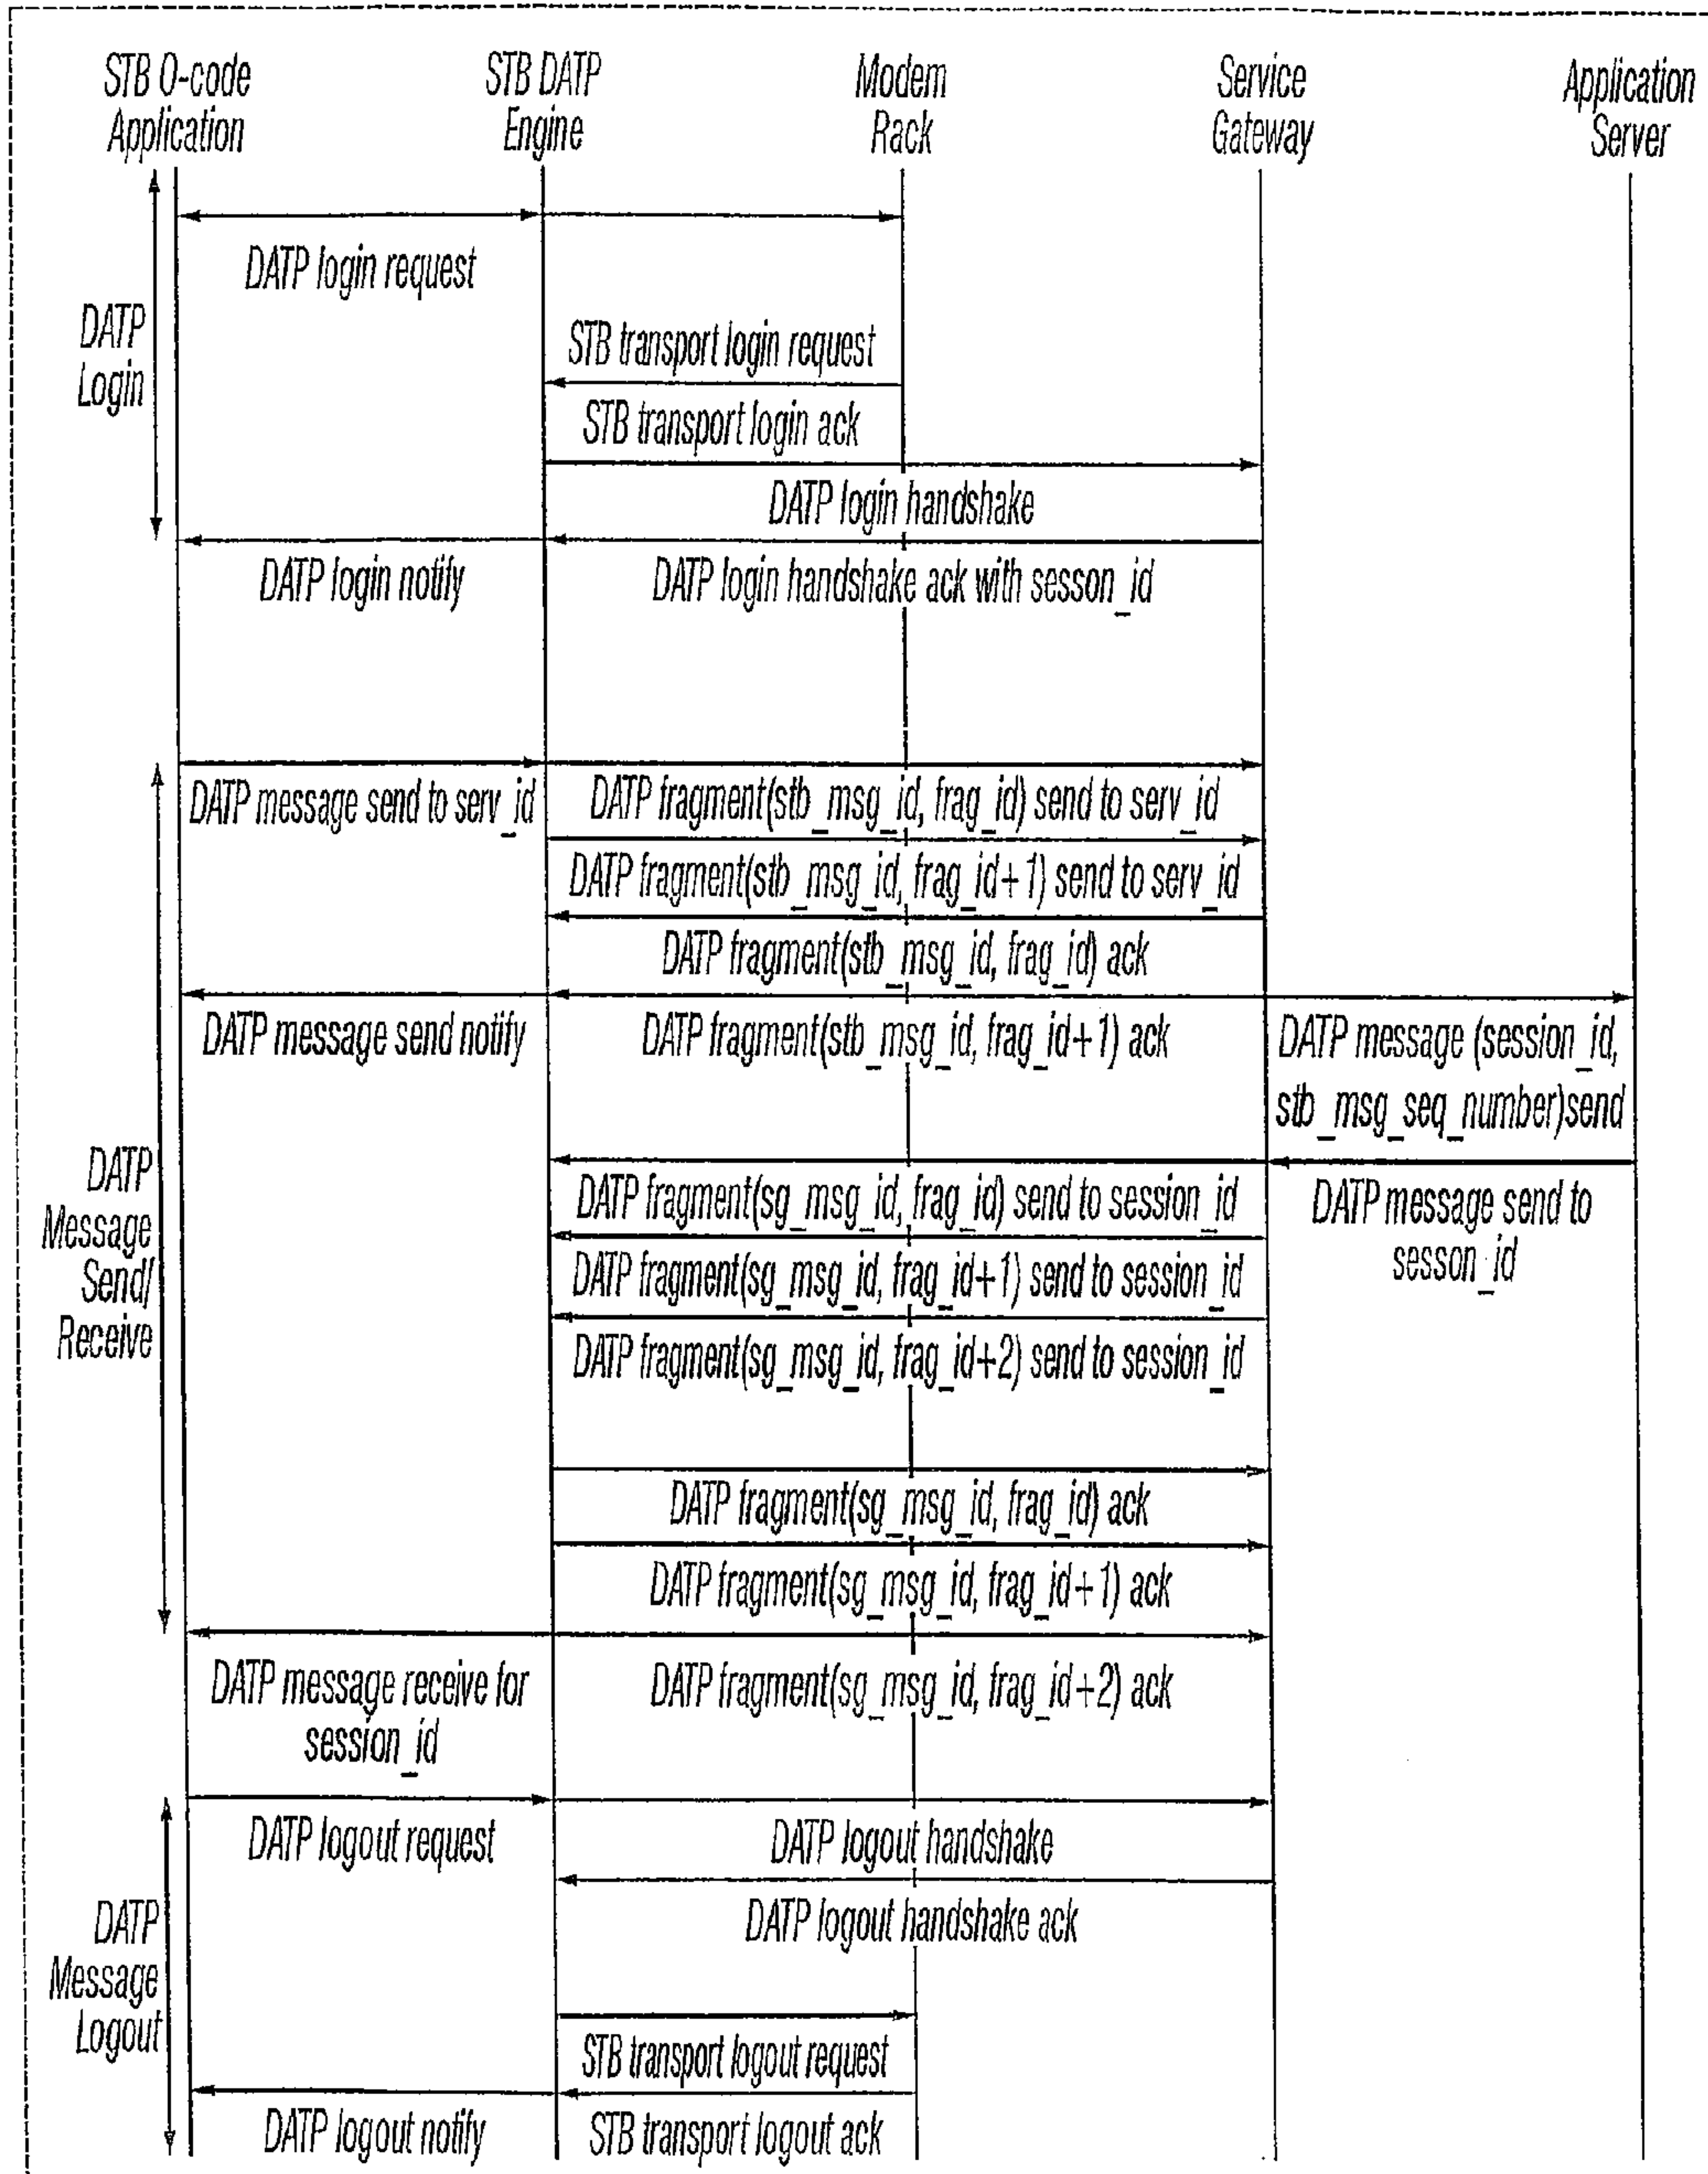 STB O-code
Application
STB DATP
Engine
Modem
Rack
Service
Gateway
Application
Server
DATP
Login
DATP login request
STB transport login request
STB transport login ack
DATP login handshake
DATP login notify
DATP login handshake ack with sesson_id
DATP
Message
Send/
Receive
DATP message send to serv_id
DATP fragment(stb_msg_id, frag_id) send to serv_id
DATP fragment(stb_msg_id, frag_id+1) send to serv_id
DATP fragment(stb_msg_id, frag_id) ack
DATP message send notify
DATP fragment(stb_msg_id, frag_id+1) ack
DATP message (session_id,
stb_msg_seq_number)send
DATP fragment(sg_msg_id, frag_id) send to session_id
DATP message send to
sesson_id
DATP fragment(sg_msg_id, frag_id+1) send to session_id
DATP fragment(sg_msg_id, frag_id+2) send to session_id
DATP fragment(sg_msg_id, frag_id) ack
DATP fragment(sg_msg_id, frag_id+1) ack
DATP message receive for
session_id
DATP fragment(sg_msg_id, frag_id+2) ack
DATP
Message
Logout
DATP logout request
DATP logout handshake
DATP logout handshake ack
STB transport logout request
DATP logout notify
STB transport logout ack